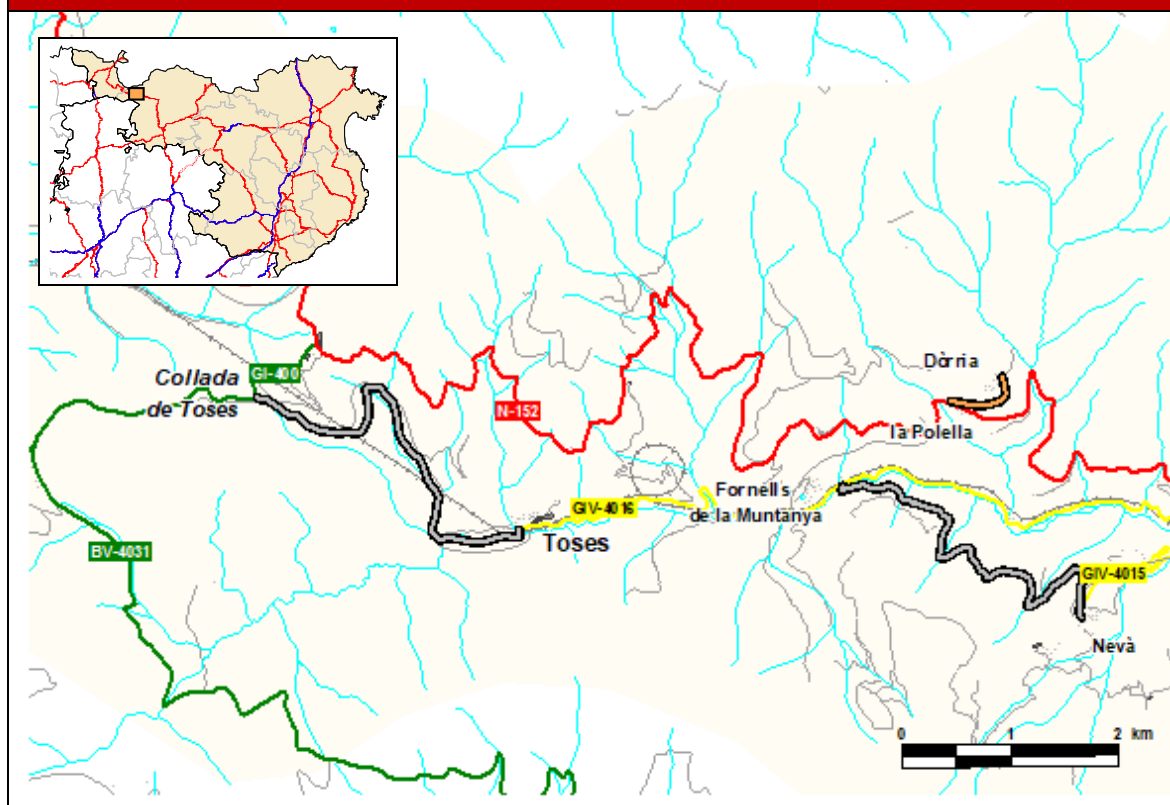 Dòrria
Collada
de Toses
GI-400
N-152
la Polella
Fornells
de la Muntanya
GIV-4016
Toses
BV-4031
GIV-4015
Nevà
0 1 2 km